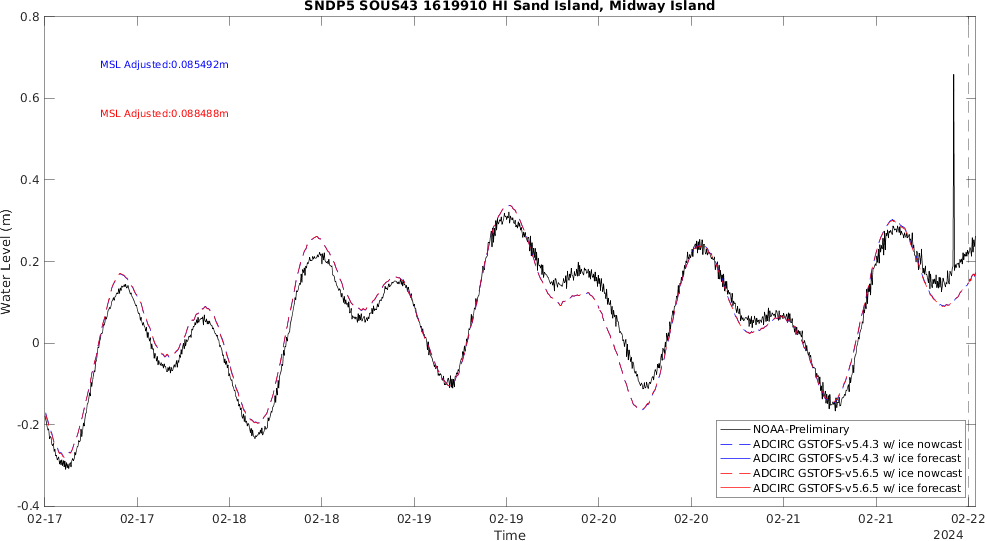 SNDP5 SOUS43 1619910 HI Sand Island, Midway Island
MSL Adjusted:0.085492m
MSL Adjusted:0.088488m
Water Level (m)
0.8
0.6
0.4
0.2
0
-0.2
-0.4
NOAA-Preliminary
ADCIRC GSTOFS-v5.4.3 w/ ice nowcast
ADCIRC GSTOFS-v5.4.3 w/ ice forecast
ADCIRC GSTOFS-v5.6.5 w/ ice nowcast
ADCIRC GSTOFS-v5.6.5 w/ ice forecast
02-17 02-17 02-18 02-18 02-19 02-19 02-20 02-20 02-21 02-21 02-22
Time
2024